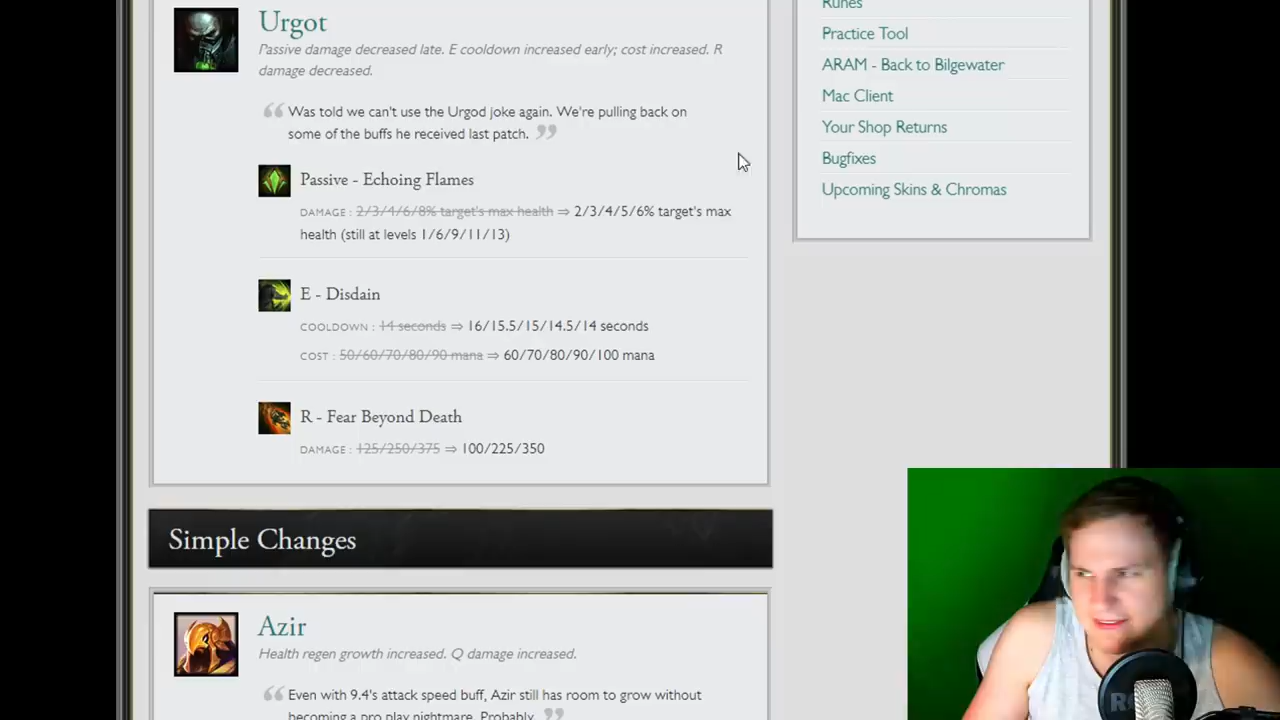 Urgot
Passive damage decreased late. E cooldown increased early; cost increased. R
damage decreased.
“ Was told we can't use the Urgod joke again. We're pulling back on
some of the buffs he received last patch. ”
Passive - Echoing Flames
DAMAGE : 2/3/4/6/8% target's max health ⇒ 2/3/4/5/6% target's max
health (still at levels 1/6/9/11/13)
E - Disdain
COOLDOWN : 14 seconds ⇒ 16/15.5/15/14.5/14 seconds
COST : 50/60/70/80/90 mana ⇒ 60/70/80/90/100 mana
R - Fear Beyond Death
DAMAGE : 125/250/375 ⇒ 100/225/350
Simple Changes
Azir
Health regen growth increased. Q damage increased.
“ Even with 9.4's attack speed buff, Azir still has room to grow without
becoming a pro play nightmare. Probably. ”
Runes
Practice Tool
ARAM - Back to Bilgewater
Mac Client
Your Shop Returns
Bugfixes
Upcoming Skins & Chromas